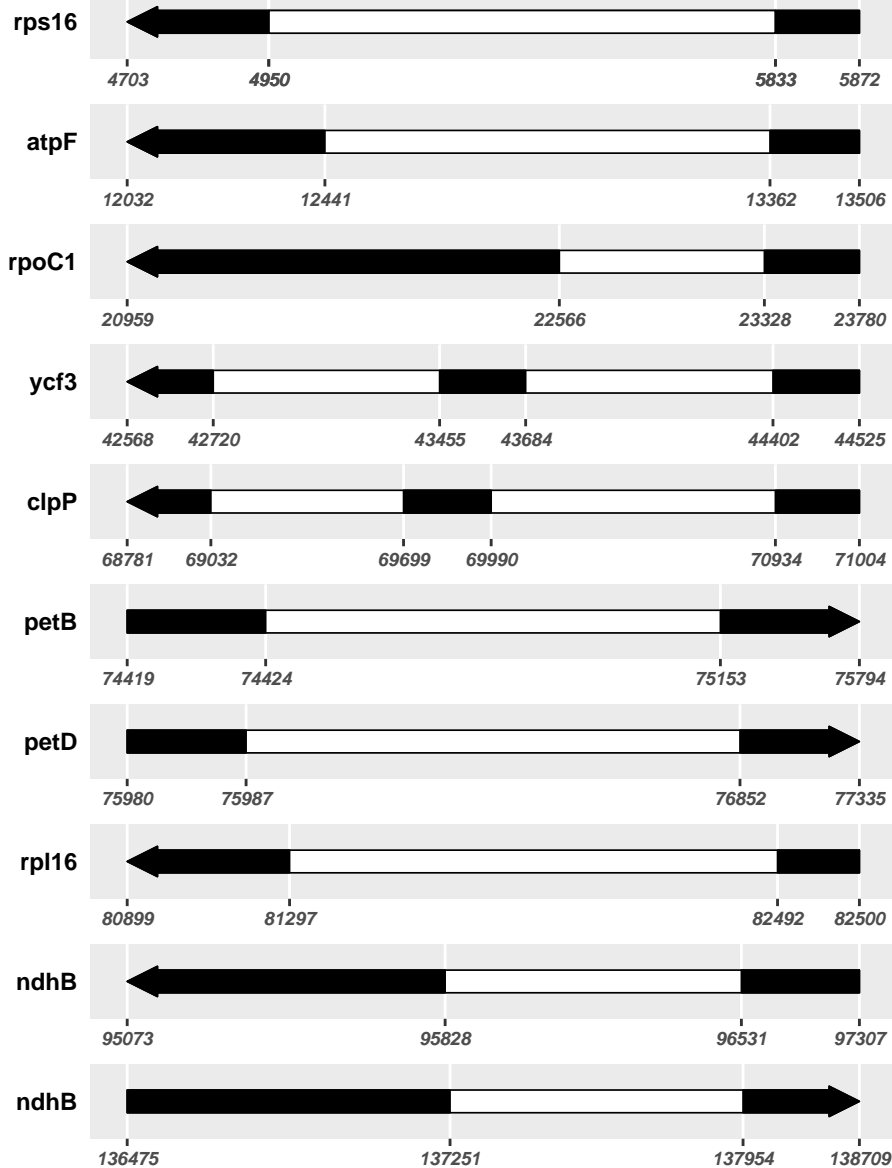 rps16
4703 4950 5833 5872
atpF
12032 12441 13362 13506
rpoC1
20959 22566 23328 23780
ycf3
42568 42720 43455 43684 44402 44525
clpP
68781 69032 69699 69990 70934 71004
petB
74419 74424 75153 75794
petD
75980 75987 76852 77335
rpl16
80899 81297 82492 82500
ndhB
95073 95828 96531 97307
ndhB
136475 137251 137954 138709